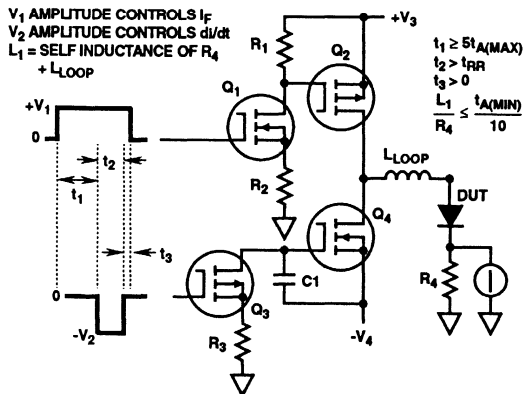 V1 AMPLITUDE CONTROLS IF
V2 AMPLITUDE CONTROLS di/dt
L1 = SELF INDUCTANCE OF R4
+ LLOOP
+V3
R1
Q2
t1 ≥ 5tA(MAX)
t2 > tRR
t3 > 0
L1/R4 ≤ tA(MIN)/10
Q1
+V1
0
t2
t1
R2
LLOOP
DUT
Q4
t3
0
C1
R4
-V2
Q3
-V4
R3